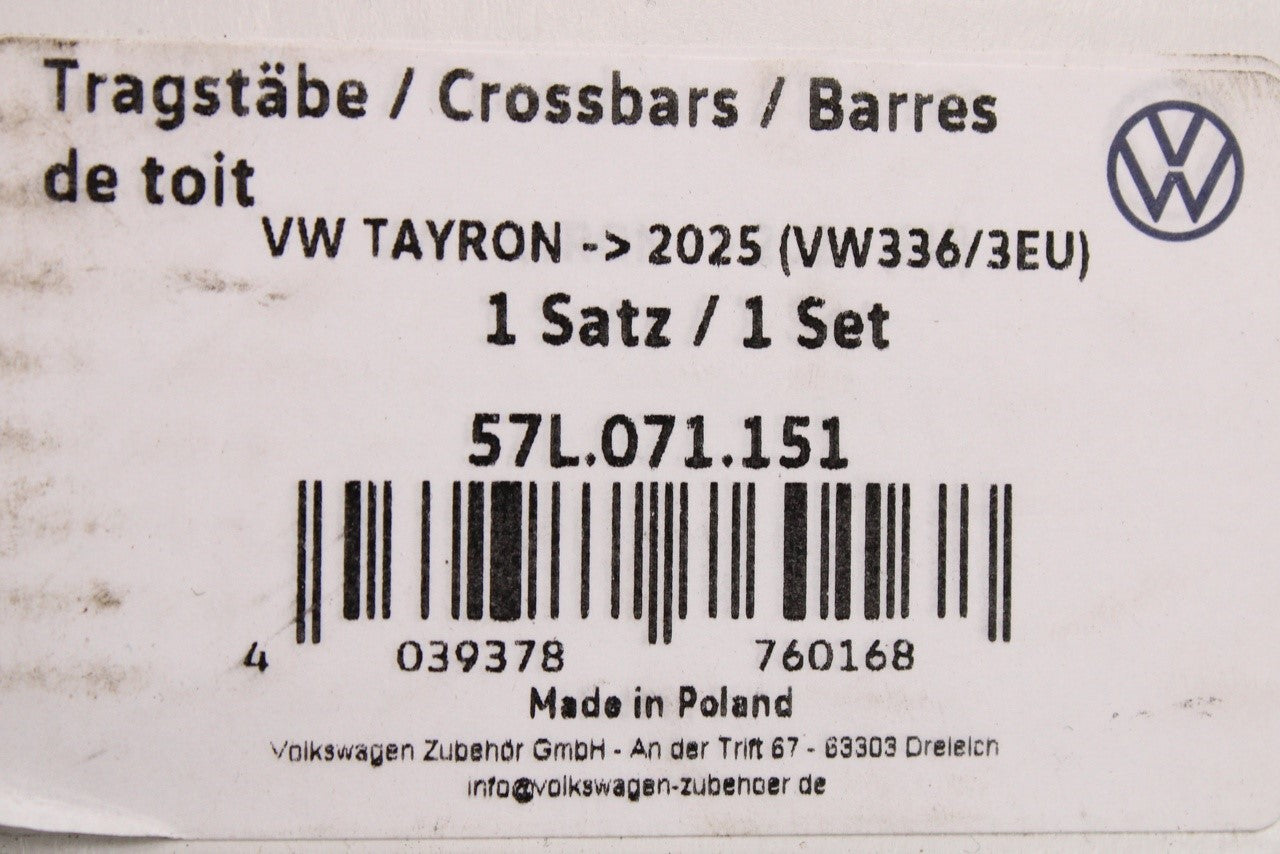 Tragstäbe / Crossbars / Barres
de toit
VW TAYRON -> 2025 (VW336/3EU)
1 Satz / 1 Set
57L.071.151
4 039378 760168
Made in Poland
Volkswagen Zubehör GmbH - An der Trift 67 - 63303 Dreieich
info@volkswagen-zubehoer.de